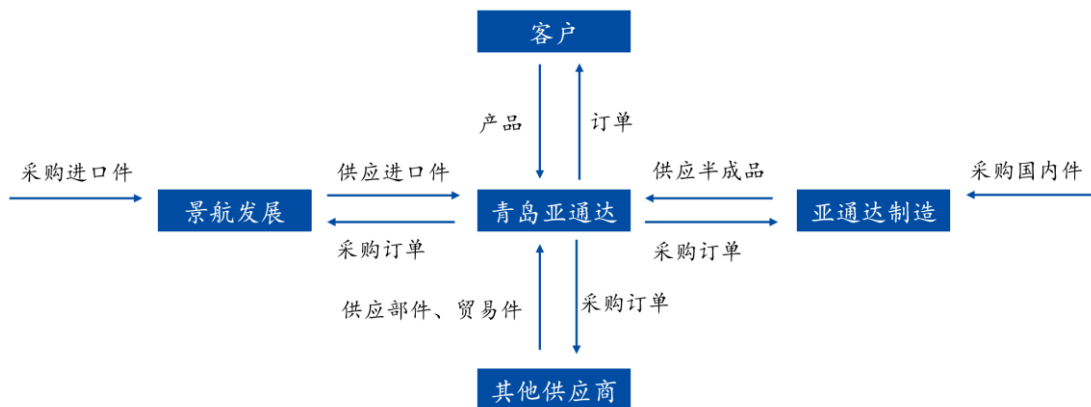 客户
产品
订单
采购进口件
供应进口件
供应半成品
采购国内件
景航发展
青岛亚通达
亚通达制造
采购订单
采购订单
供应部件、贸易件
采购订单
其他供应商